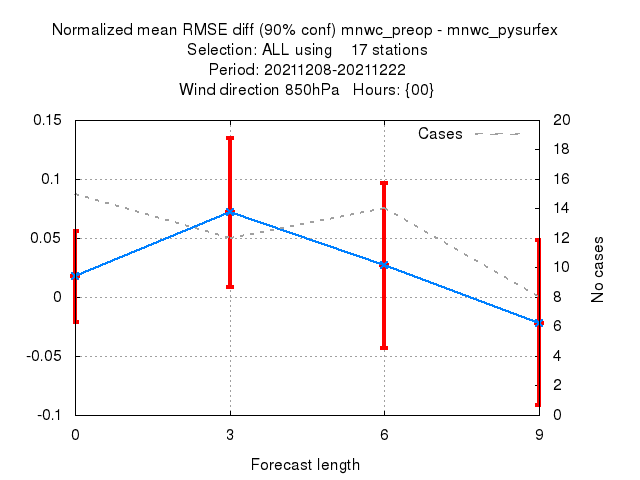 Normalized mean RMSE diff (90% conf) mnwc_preop - mnwc_pysurfex
Selection: ALL using 17 stations
Period: 20211208-20211222
Wind direction 850hPa Hours: {00}
0.15
0.1
0.05
0
-0.05
-0.1
Cases
20
18
16
14
12
10
8
6
4
2
0
No cases
0 3 6 9
Forecast length